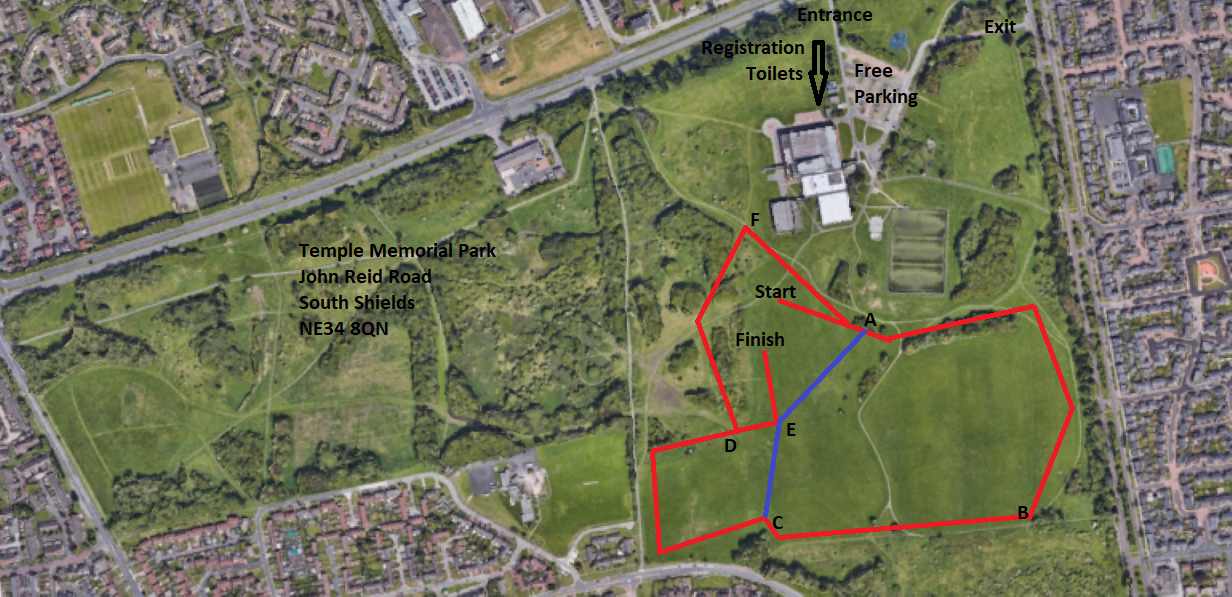 Entrance
Exit
Registration
Toilets
Free
Parking
F
Temple Memorial Park
John Reid Road
South Shields
NE34 8QN
Start
A
Finish
E
D
B
C